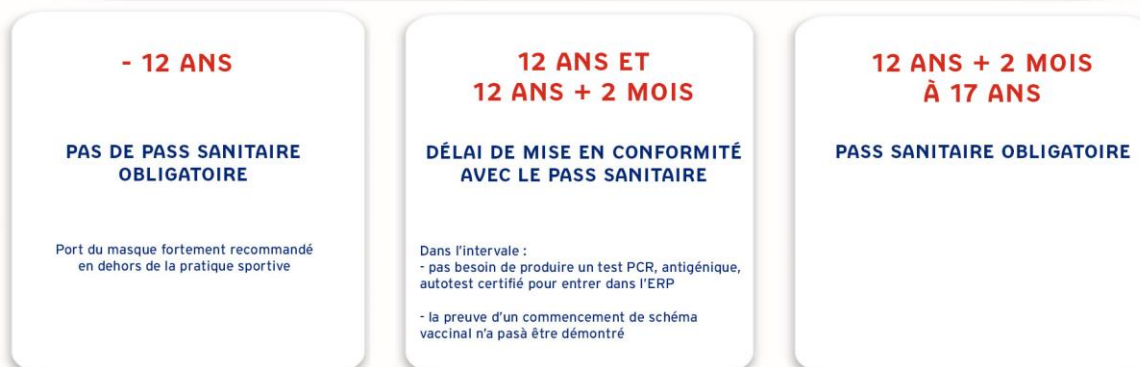 - 12 ANS
PAS DE PASS SANITAIRE
OBLIGATOIRE
Port du masque fortement recommandé
en dehors de la pratique sportive
12 ANS ET
12 ANS + 2 MOIS
DÉLAI DE MISE EN CONFORMITÉ
AVEC LE PASS SANITAIRE
Dans l'intervale :
- pas besoin de produire un test PCR, antigénique,
autotest certifié pour entrer dans l'ERP
- la preuve d'un commencement de schéma
vaccinal n'a pasà être démontré
12 ANS + 2 MOIS
À 17 ANS
PASS SANITAIRE OBLIGATOIRE